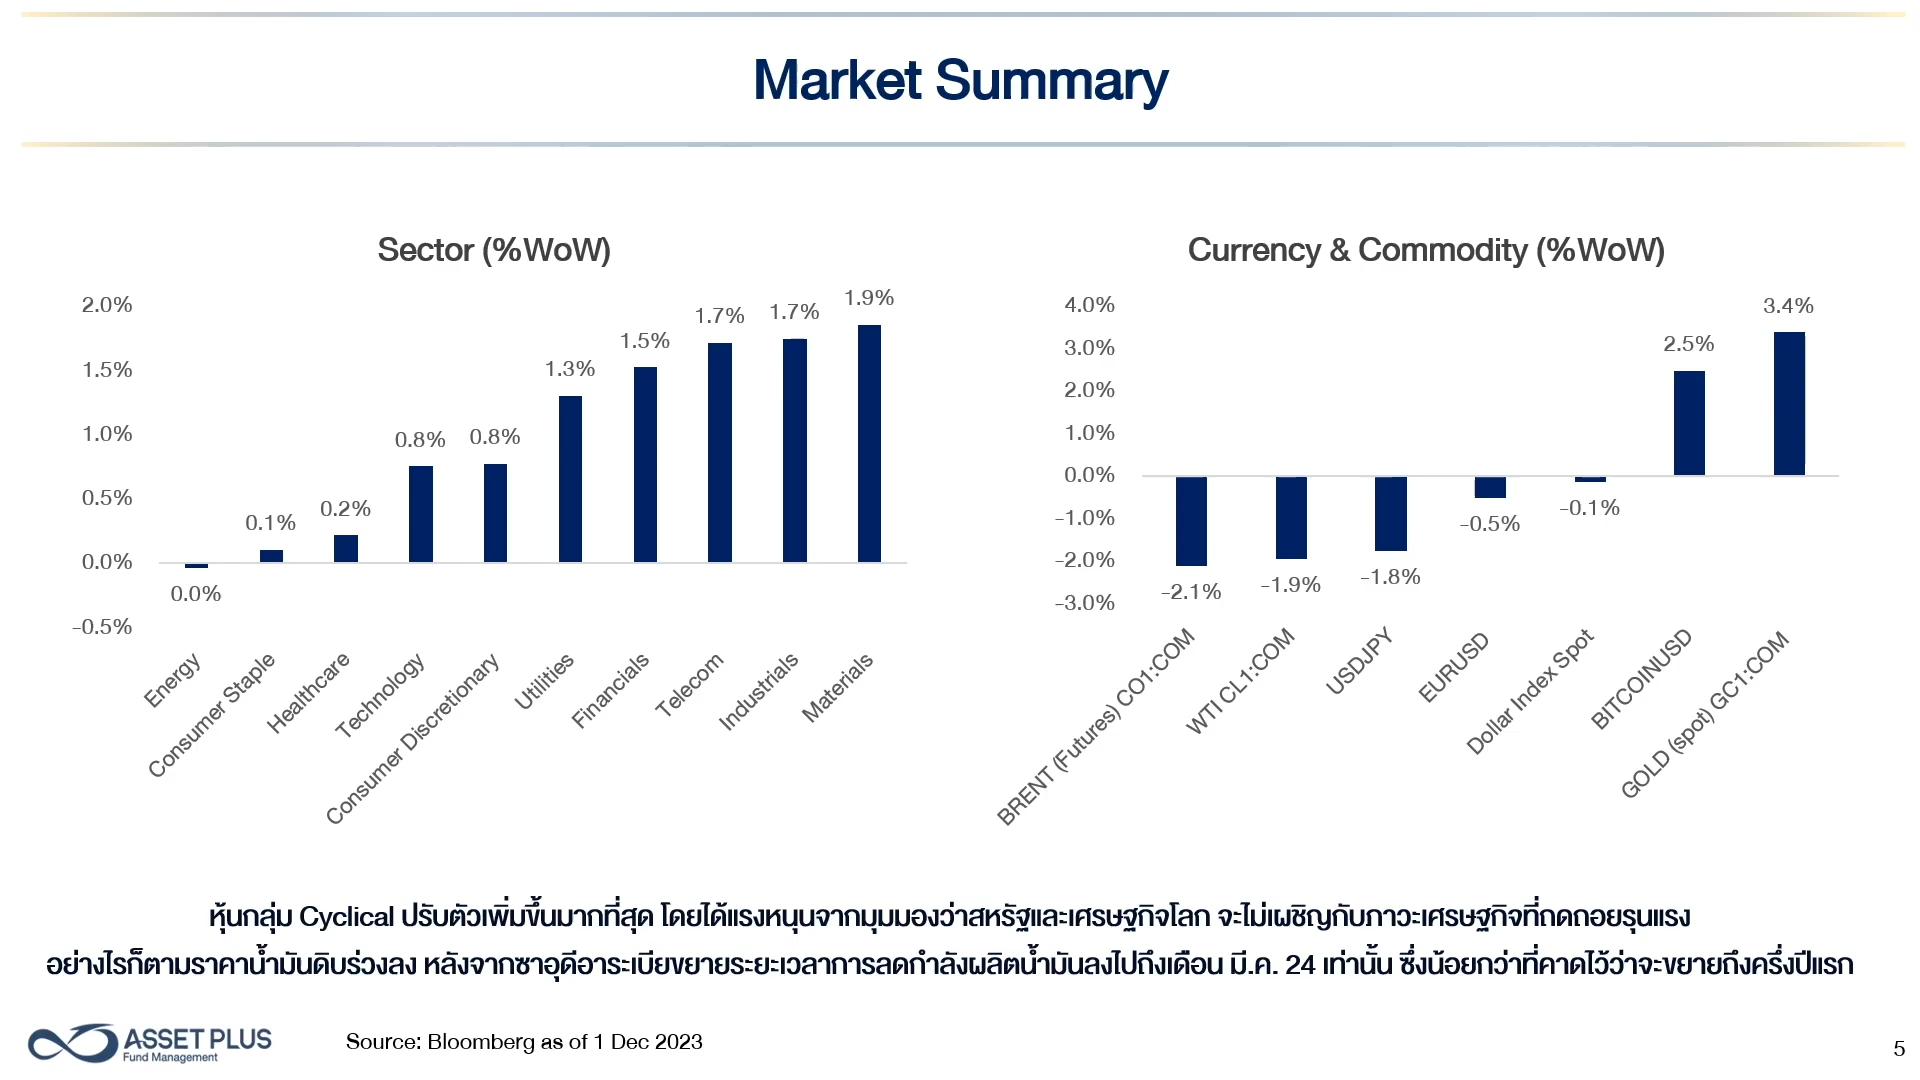 Market Summary
Sector (%WoW)
2.0%
1.5%
1.0%
0.5%
0.0%
-0.5%
0.0%
0.1%
0.2%
0.8%
0.8%
1.3%
1.5%
1.7%
1.7%
1.9%
Energy
Consumer Staple
Healthcare
Technology
Consumer Discretionary
Utilities
Financials
Telecom
Industrials
Materials
Currency & Commodity (%WoW)
4.0%
3.0%
2.0%
1.0%
0.0%
-1.0%
-2.0%
-3.0%
-2.1%
-1.9%
-1.8%
-0.5%
-0.1%
2.5%
3.4%
BRENT (Futures) CO1:COM
WTI CL1:COM
USDJPY
EURUSD
Dollar Index Spot
BITCOINUSD
GOLD (spot) GC1:COM
หุ้นกลุ่ม Cyclical ปรับตัวเพิ่มขึ้นมากที่สุด โดยได้แรงหนุนจากมุมมองว่าสหรัฐและเศรษฐกิจโลก จะไม่เผชิญกับภาวะเศรษฐกิจที่ถดถอยรุนแรง
อย่างไรก็ตามราคาน้ำมันดิบร่วงลง หลังจากซาอุดีอาระเบียขยายระยะเวลาการลดกำลังผลิตน้ำมันลงไปถึงเดือน มี.ค. 24 เท่านั้น ซึ่งน้อยกว่าที่คาดไว้ว่าจะขยายถึงครึ่งปีแรก
ASSET PLUS
Fund Management
Source: Bloomberg as of 1 Dec 2023
5